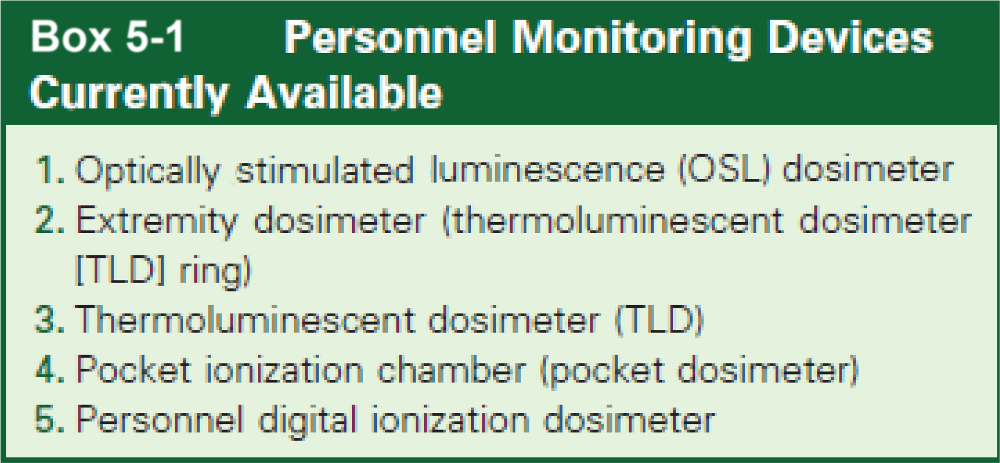 Box 5-1 Personnel Monitoring Devices
Currently Available
1. Optically stimulated luminescence (OSL) dosimeter
2. Extremity dosimeter (thermoluminescent dosimeter
[TLD] ring)
3. Thermoluminescent dosimeter (TLD)
4. Pocket ionization chamber (pocket dosimeter)
5. Personnel digital ionization dosimeter